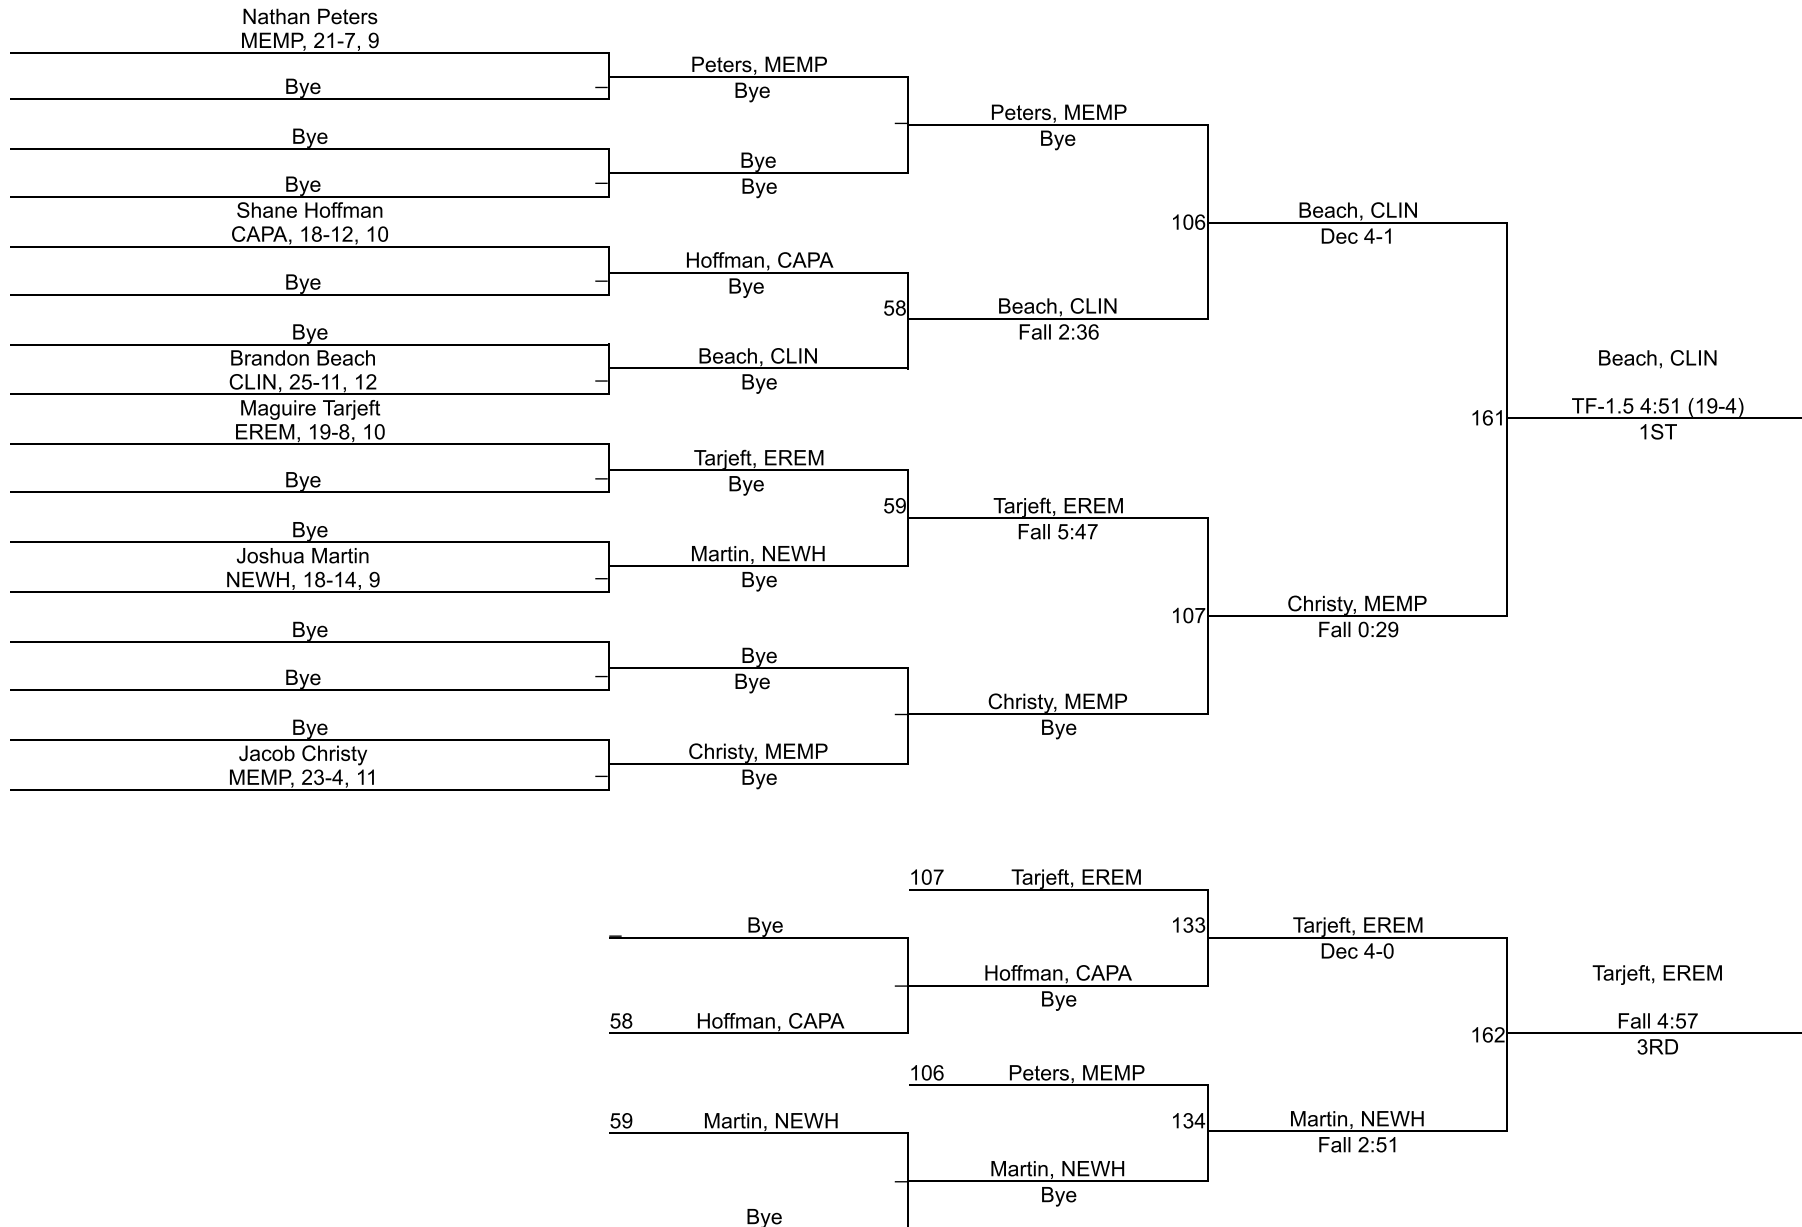 Nathan Peters
MEMP, 21-7, 9
Bye
Bye
Bye
Shane Hoffman
CAPA, 18-12, 10
Bye
Bye
Brandon Beach
CLIN, 25-11, 12
Maguire Tarjeft
EREM, 19-8, 10
Bye
Bye
Joshua Martin
NEWH, 18-14, 9
Bye
Bye
Bye
Jacob Christy
MEMP, 23-4, 11
Peters, MEMP
Bye
Bye
Bye
Hoffman, CAPA
Bye
58
Beach, CLIN
Bye
Tarjeft, EREM
Bye
59
Martin, NEWH
Bye
Bye
Bye
Christy, MEMP
Bye
Peters, MEMP
Bye
106
Beach, CLIN
Fall 2:36
Tarjeft, EREM
Fall 5:47
107
Christy, MEMP
Bye
Beach, CLIN
Dec 4-1
161
Christy, MEMP
Fall 0:29
Beach, CLIN
TF-1.5 4:51 (19-4)
1ST
107 Tarjeft, EREM
Bye
133
Hoffman, CAPA
Bye
58 Hoffman, CAPA
106 Peters, MEMP
59 Martin, NEWH
134
Martin, NEWH
Bye
Bye
Tarjeft, EREM
Dec 4-0
162
Martin, NEWH
Fall 2:51
Tarjeft, EREM
Fall 4:57
3RD